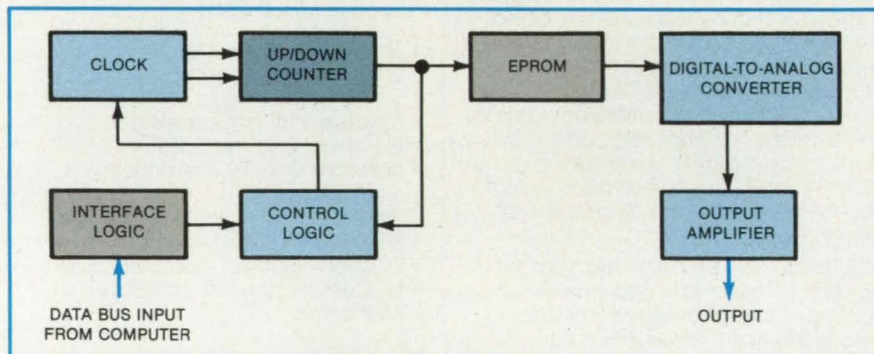 CLOCK
UP/DOWN
COUNTER
EPROM
DIGITAL-TO-ANALOG
CONVERTER
INTERFACE
LOGIC
CONTROL
LOGIC
OUTPUT
AMPLIFIER
DATA BUS INPUT
FROM COMPUTER
OUTPUT